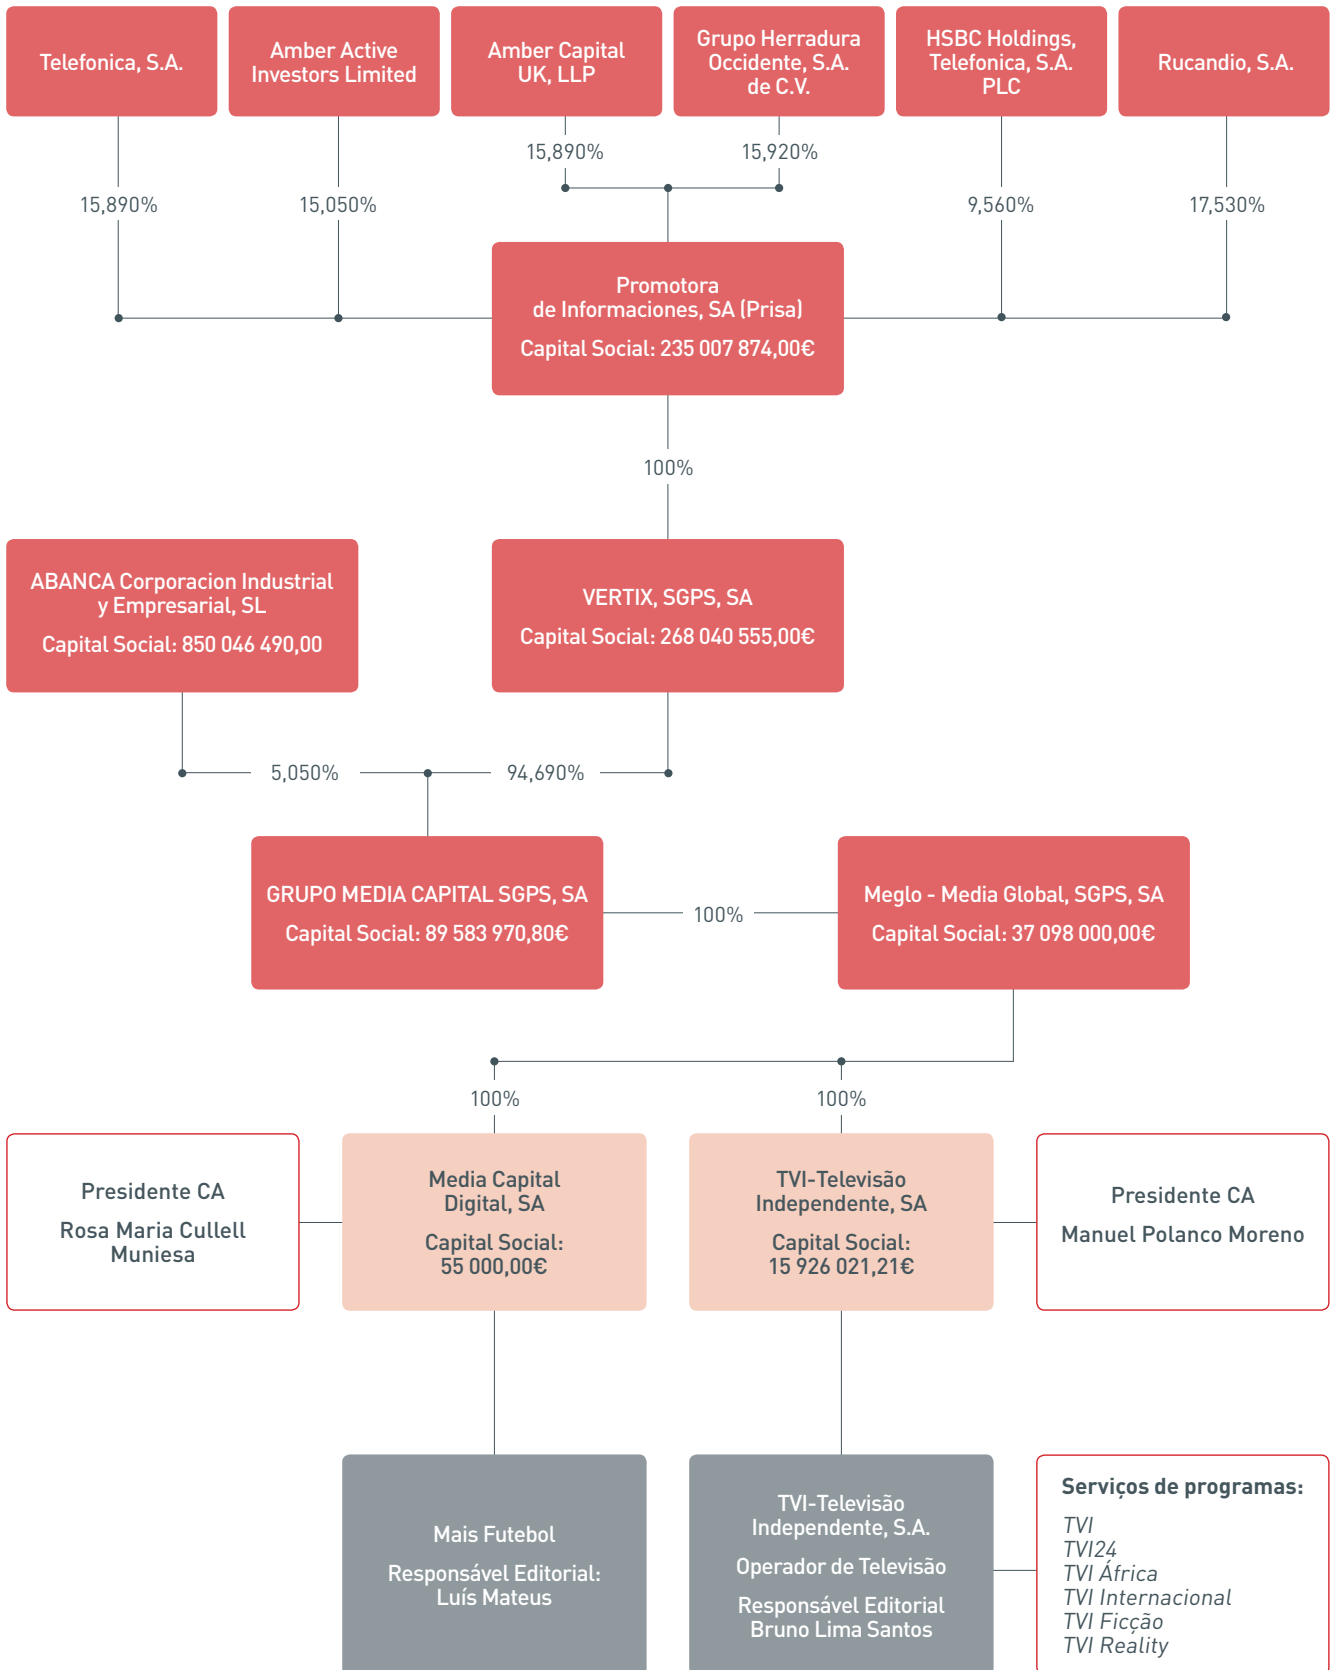 Telefonica, S.A.
Amber Active
Investors Limited
Amber Capital
UK, LLP
Grupo Herradura
Occidente, S.A.
de C.V.
HSBC Holdings,
Telefonica, S.A.
PLC
Rucandio, S.A.
15,890%
15,920%
15,890%
15,050%
9,560%
17,530%
Promotora
de Informaciones, SA (Prisa)
Capital Social: 235 007 874,00€
100%
ABANCA Corporacion Industrial
y Empresarial, SL
Capital Social: 850 046 490,00
VERTIX, SGPS, SA
Capital Social: 268 040 555,00€
5,050%
94,690%
GRUPO MEDIA CAPITAL SGPS, SA
Capital Social: 89 583 970,80€
100%
Meglo - Media Global, SGPS, SA
Capital Social: 37 098 000,00€
100%
100%
Presidente CA
Rosa Maria Cullell
Muniesa
Media Capital
Digital, SA
Capital Social:
55 000,00€
TVI-Televisão
Independente, SA
Capital Social:
15 926 021,21€
Presidente CA
Manuel Polanco Moreno
Mais Futebol
Responsável Editorial:
Luís Mateus
TVI-Televisão
Independente, S.A.
Operador de Televisão
Responsável Editorial
Bruno Lima Santos
Serviços de programas:
TVI
TVI24
TVI África
TVI Internacional
TVI Ficção
TVI Reality